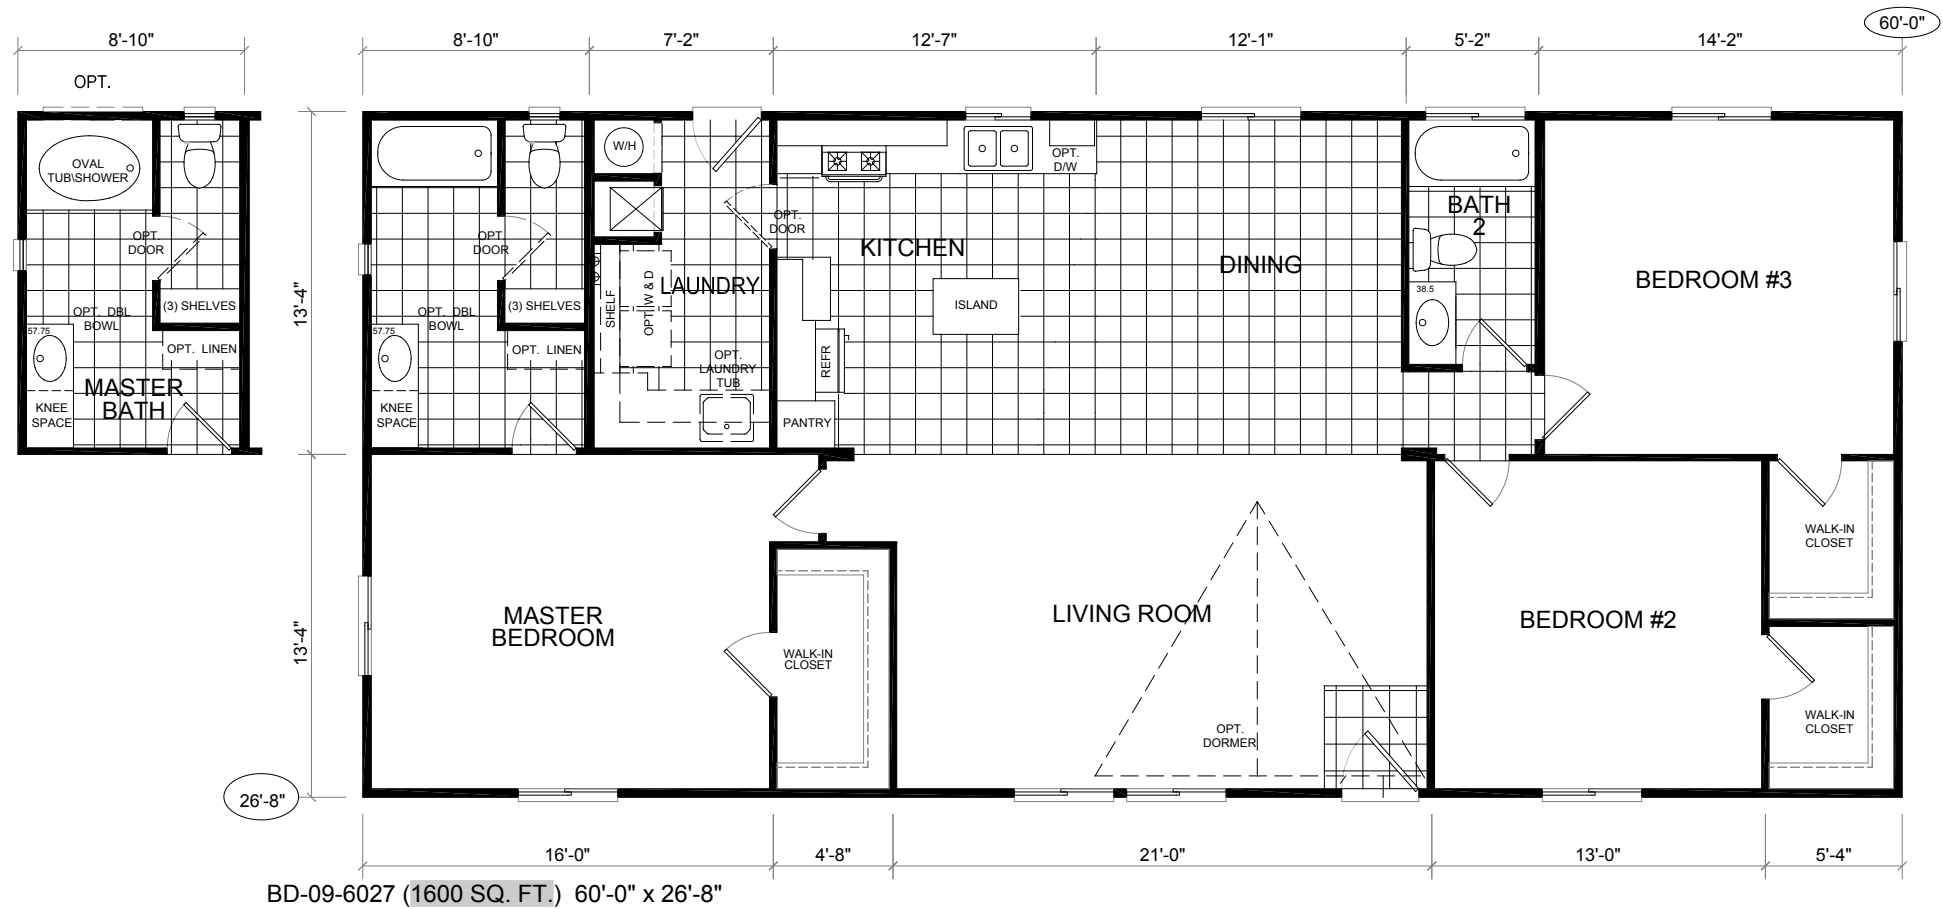 60'-0"
8'-10"
8'-10"
7'-2"
12'-7"
12'-1"
5'-2"
14'-2"
OPT.
OVAL
TUB\SHOWER
OPT.
DOOR
(3) SHELVES
OPT. DBL
BOWL
57.75
OPT. LINEN
MASTER
BATH
KNEE
SPACE
13'-4"
OPT.
DOOR
(3) SHELVES
OPT. DBL
BOWL
57.75
OPT. LINEN
KNEE
SPACE
W/H
LAUNDRY
SHELF
OPT. W & D
OPT.
LAUNDRY
TUB
OPT.
DOOR
KITCHEN
OPT.
D/W
ISLAND
REFR
PANTRY
DINING
BATH
2
38.5
BEDROOM #3
13'-4"
MASTER
BEDROOM
WALK-IN
CLOSET
LIVING ROOM
OPT.
DORMER
BEDROOM #2
WALK-IN
CLOSET
WALK-IN
CLOSET
26'-8"
16'-0"
4'-8"
21'-0"
13'-0"
5'-4"
BD-09-6027 (1600 SQ. FT.) 60'-0" x 26'-8"